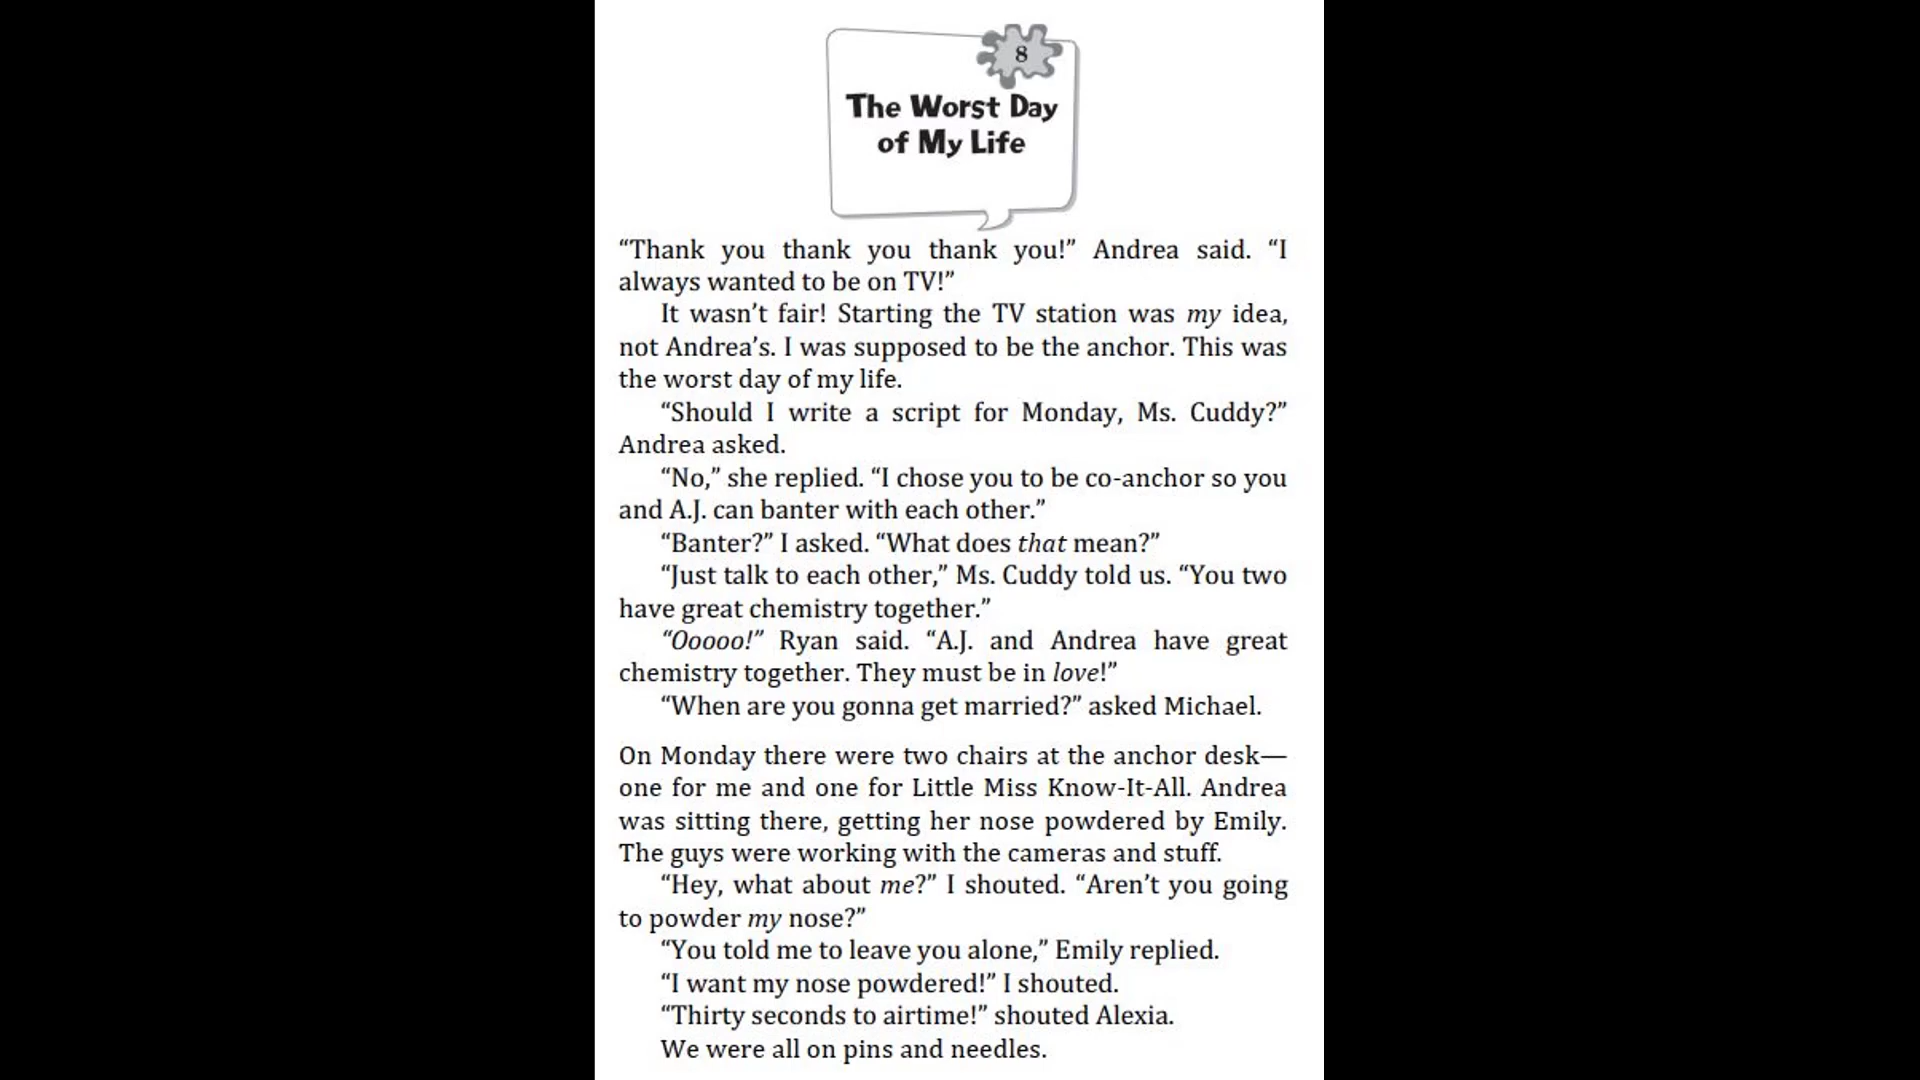 8
The Worst Day
of My Life
“Thank you thank you thank you!” Andrea said. “I
always wanted to be on TV!”
It wasn’t fair! Starting the TV station was my idea,
not Andrea’s. I was supposed to be the anchor. This was
the worst day of my life.
“Should I write a script for Monday, Ms. Cuddy?”
Andrea asked.
“No,” she replied. “I chose you to be co-anchor so you
and A.J. can banter with each other.”
“Banter?” I asked. “What does that mean?”
“Just talk to each other,” Ms. Cuddy told us. “You two
have great chemistry together.”
“Ooooo!” Ryan said. “A.J. and Andrea have great
chemistry together. They must be in love!”
“When are you gonna get married?” asked Michael.
On Monday there were two chairs at the anchor desk—
one for me and one for Little Miss Know-It-All. Andrea
was sitting there, getting her nose powdered by Emily.
The guys were working with the cameras and stuff.
“Hey, what about me?” I shouted. “Aren’t you going
to powder my nose?”
“You told me to leave you alone,” Emily replied.
“I want my nose powdered!” I shouted.
“Thirty seconds to airtime!” shouted Alexia.
We were all on pins and needles.